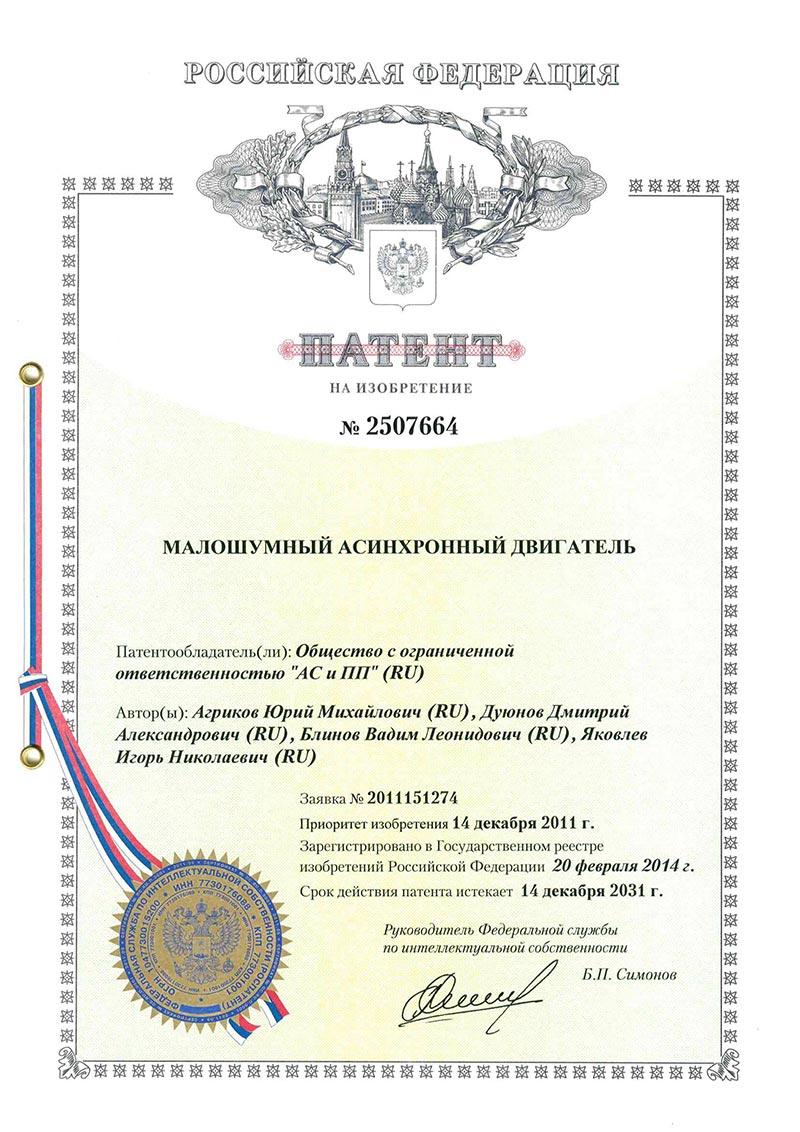 РОССИЙСКАЯ ФЕДЕРАЦИЯ
ПАТЕНТ
НА ИЗОБРЕТЕНИЕ
№ 2507664
МАЛОШУМНЫЙ АСИНХРОННЫЙ ДВИГАТЕЛЬ
Патентообладатель(ли): Общество с ограниченной
ответственностью "АС и ПП" (RU)
Автор(ы): Агриков Юрий Михайлович (RU), Дуюнов Дмитрий
Александрович (RU), Блинов Вадим Леонидович (RU), Яковлев
Игорь Николаевич (RU)
Заявка № 2011151274
Приоритет изобретения 14 декабря 2011 г.
Зарегистрировано в Государственном реестре
изобретений Российской Федерации 20 февраля 2014 г.
Срок действия патента истекает 14 декабря 2031 г.
Руководитель Федеральной службы
по интеллектуальной собственности
Б.П. Симонов
ФЕДЕРАЛЬНАЯ СЛУЖБА ПО ИНТЕЛЛЕКТУАЛЬНОЙ СОБСТВЕННОСТИ (РОСПАТЕНТ)
ОГРН 1047730015200 * ИНН 7730176088 * КПП 773001001